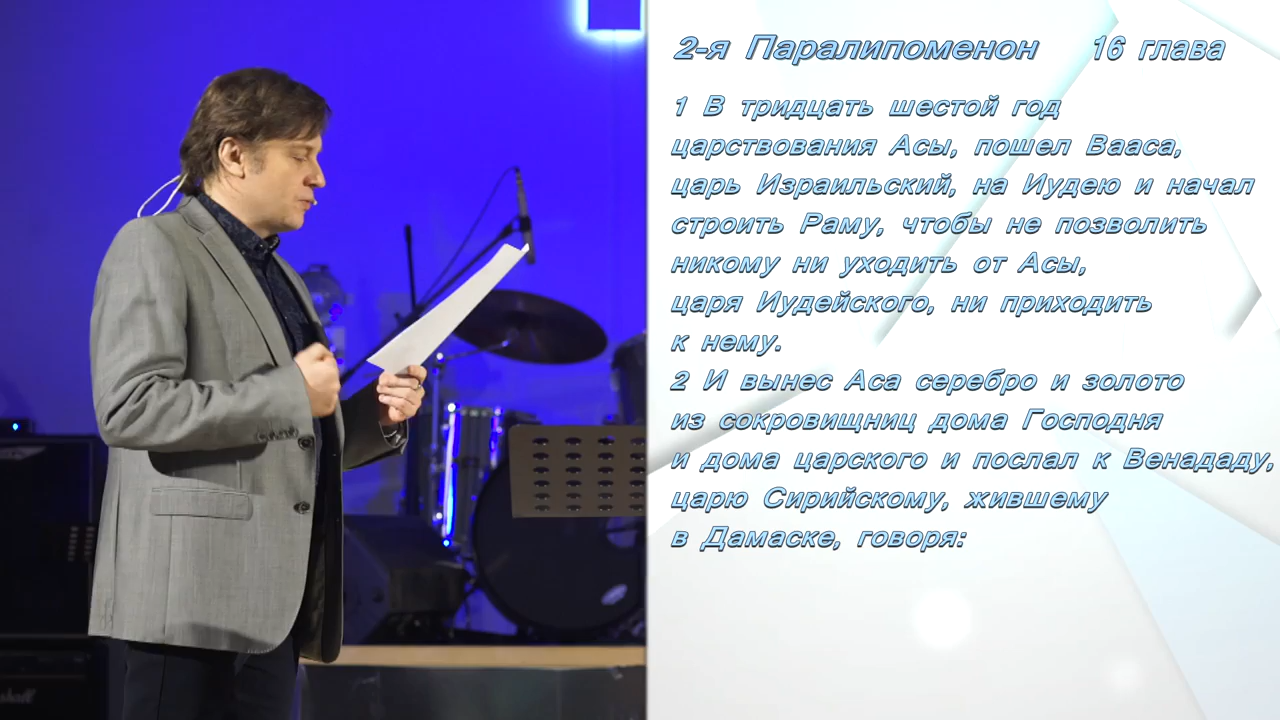 2-я Паралипоменон 16 глава
1 В тридцать шестой год
царствования Асы, пошел Вааса,
царь Израильский, на Иудею и начал
строить Раму, чтобы не позволить
никому ни уходить от Асы,
царя Иудейского, ни приходить
к нему.
2 И вынес Аса серебро и золото
из сокровищниц дома Господня
и дома царского и послал к Венададу,
царю Сирийскому, жившему
в Дамаске, говоря: